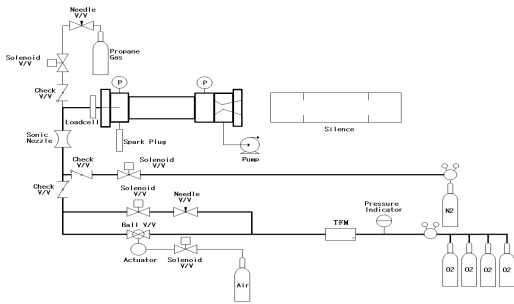 Needle
V/V
Propane
Gas
Solenoid
V/V
P
P
Check
V/V
Loadcell
Silence
Sonic
Nozzle
Spark Plug
Pump
Check
V/V
Solenoid
V/V
Check
V/V
Solenoid
V/V
Needle
V/V
N2
Pressure
Indicator
TFM
Ball V/V
Actuator
Solenoid
V/V
Air
O2
O2
O2
O2